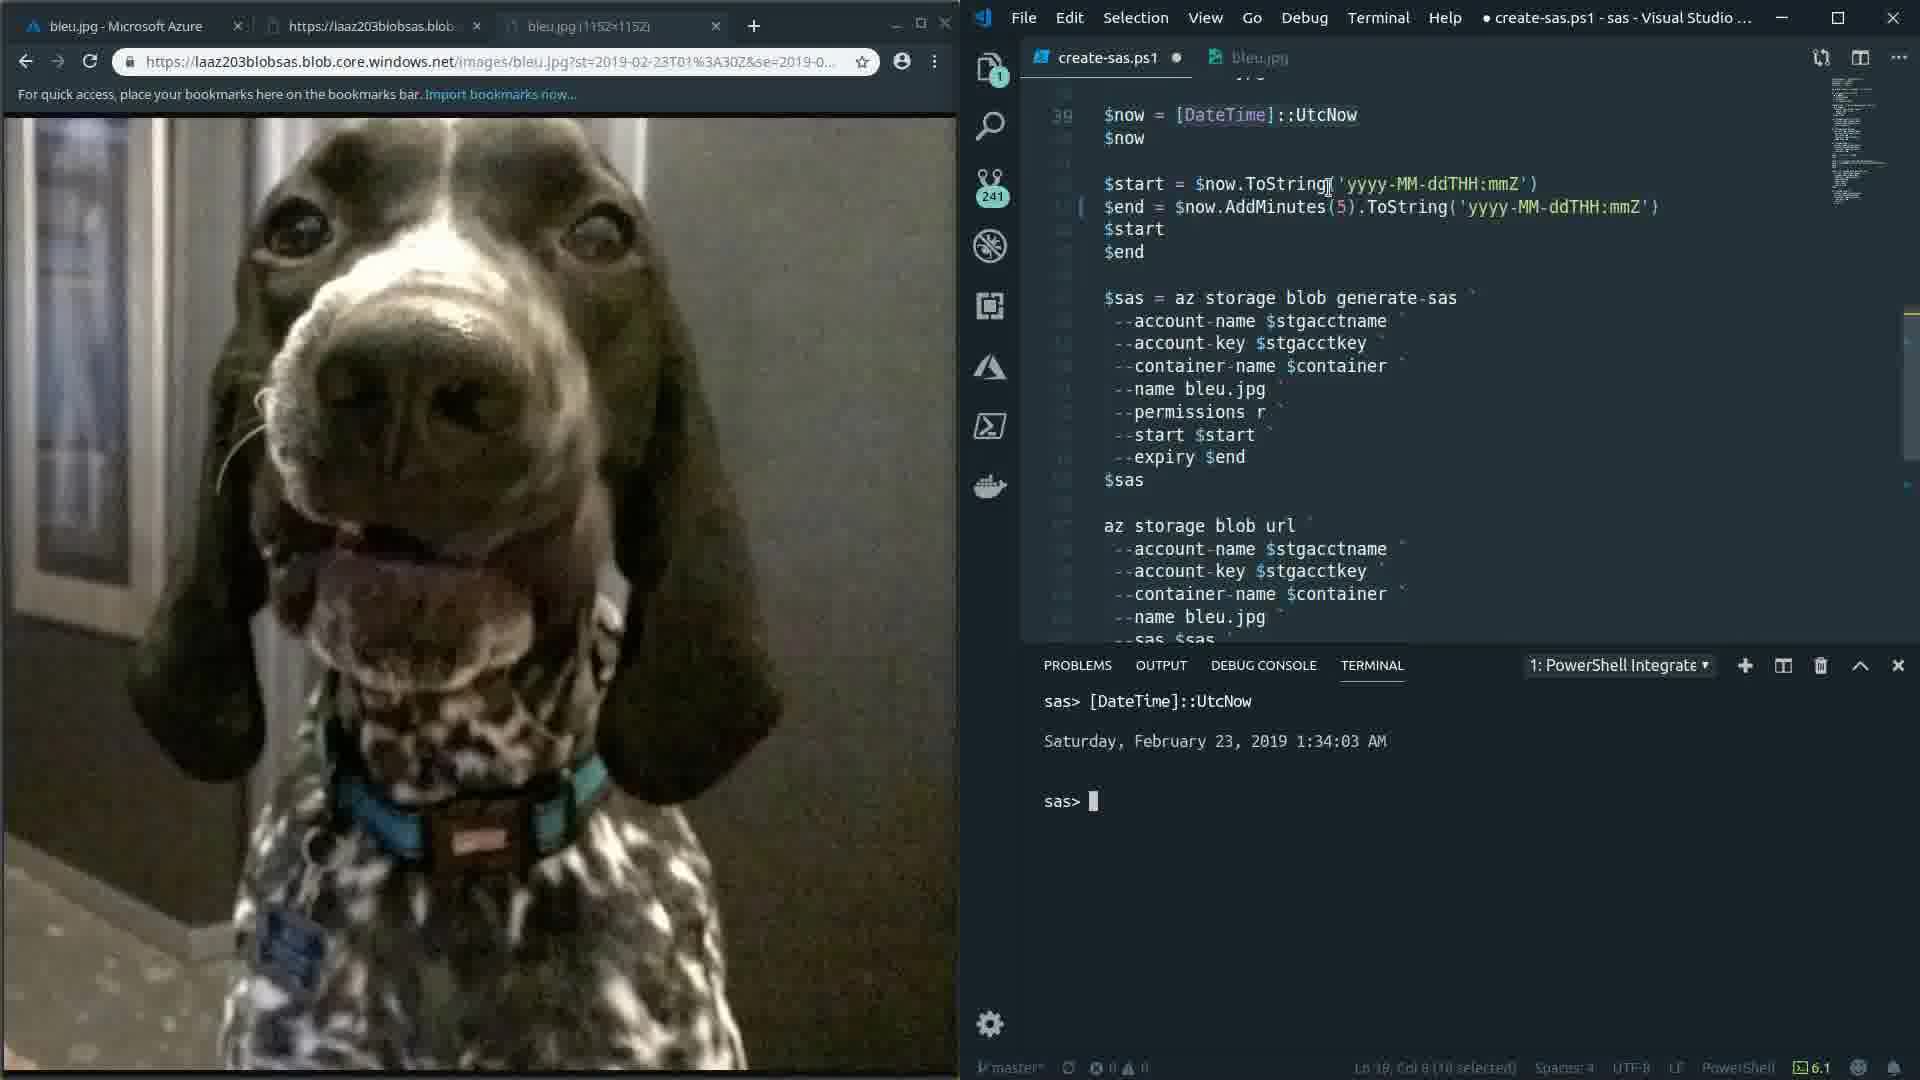 bleu.jpg - Microsoft Azure
https://laaz203blobsas.blob
bleu.jpg (1152×1152)
https://laaz203blobsas.blob.core.windows.net/images/bleu.jpg?st=2019-02-23T01%3A30Z&se=2019-0...
For quick access, place your bookmarks here on the bookmarks bar. Import bookmarks now...
File Edit Selection View Go Debug Terminal Help
● create-sas.ps1 - sas - Visual Studio ...
create-sas.ps1
bleu.jpg
1
241
39 $now = [DateTime]::UtcNow
$now
$start = $now.ToString('yyyy-MM-ddTHH:mmZ')
$end = $now.AddMinutes(5).ToString('yyyy-MM-ddTHH:mmZ')
$start
$end
$sas = az storage blob generate-sas `
--account-name $stgacctname `
--account-key $stgacctkey `
--container-name $container `
--name bleu.jpg `
--permissions r `
--start $start `
--expiry $end
$sas
az storage blob url `
--account-name $stgacctname `
--account-key $stgacctkey `
--container-name $container `
--name bleu.jpg `
--sas $sas `
PROBLEMS OUTPUT DEBUG CONSOLE TERMINAL
1: PowerShell Integrate
sas> [DateTime]::UtcNow
Saturday, February 23, 2019 1:34:03 AM
sas>
master* 0 0
Ln 39, Col 8 (18 selected) Spaces: 4 UTF-8 LF PowerShell 6.1